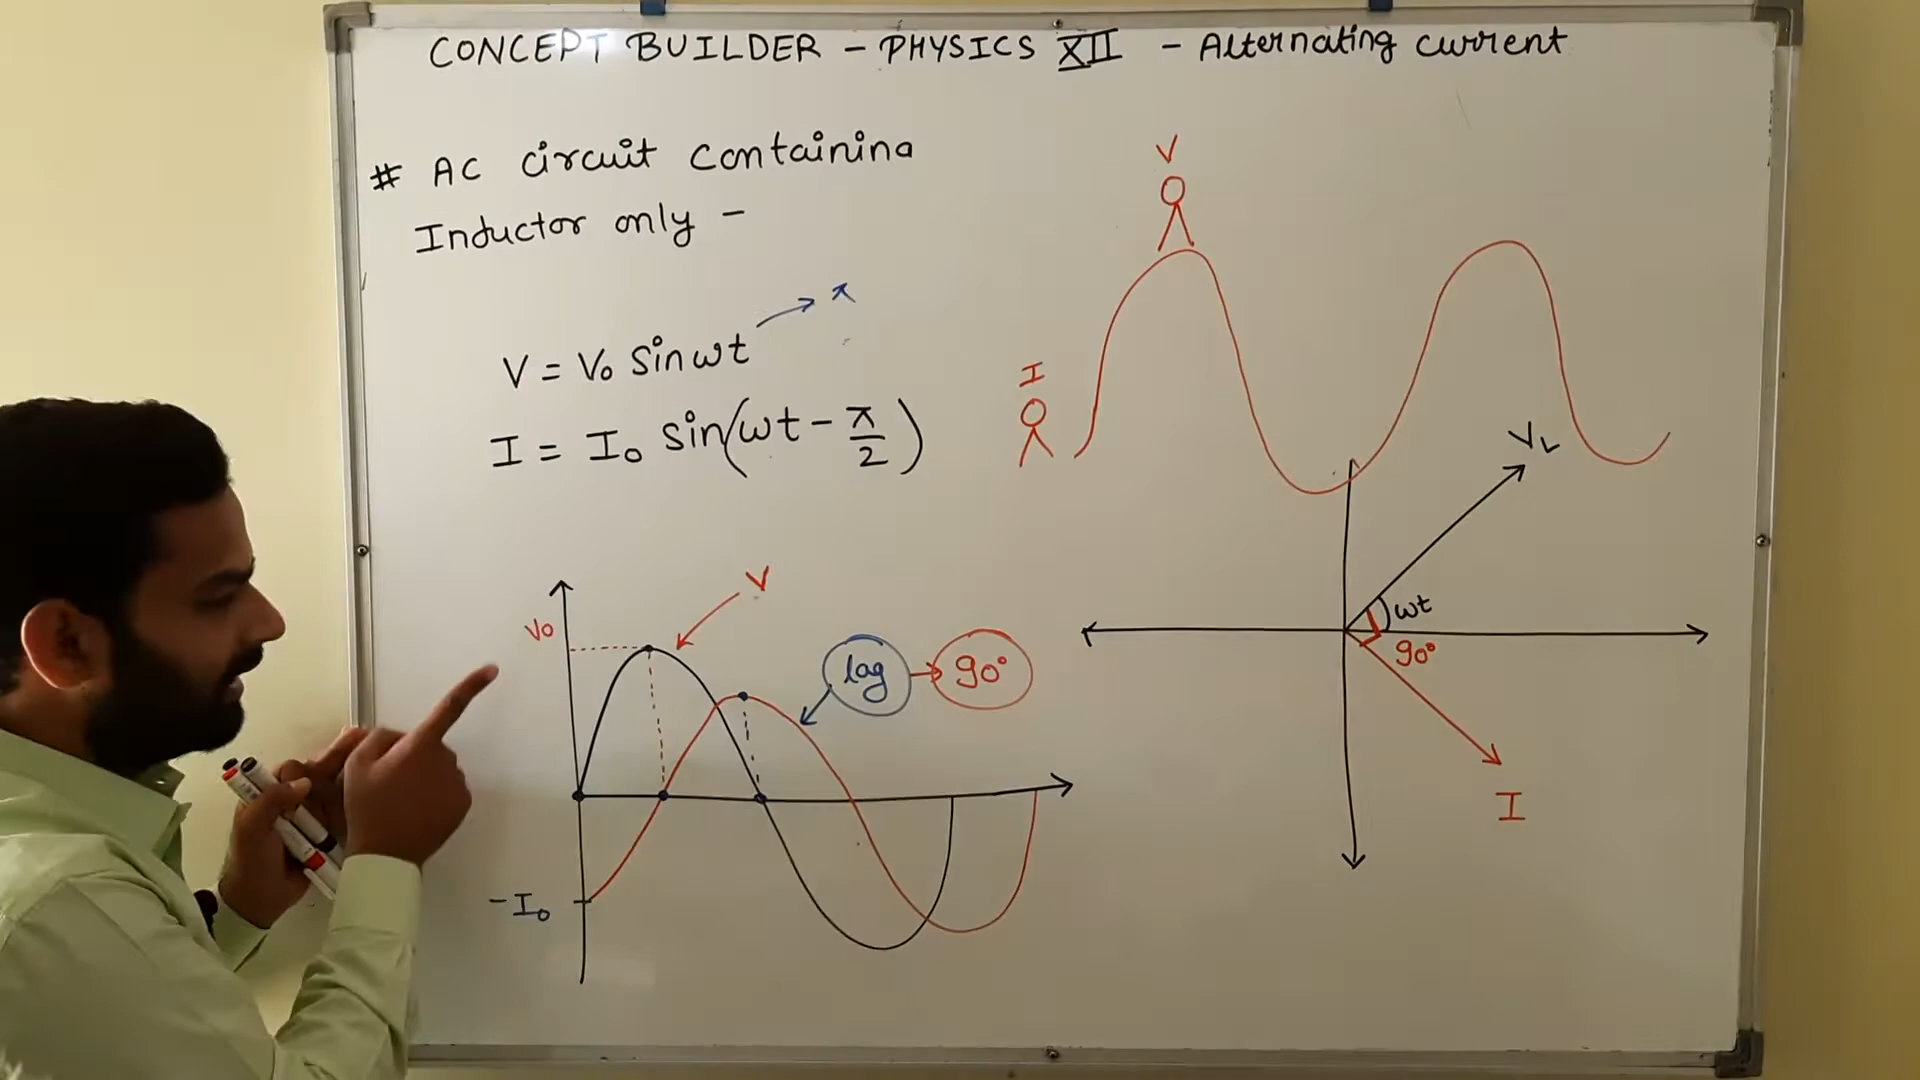 CONCEPT BUILDER - PHYSICS XII - Alternating current
# AC circuit containina
Inductor only -
V = V₀ sinωt → π
I = I₀ sin(ωt - π/2)
V
I
V_L
ωt
90°
I
V
V₀
lag → 90°
-I₀